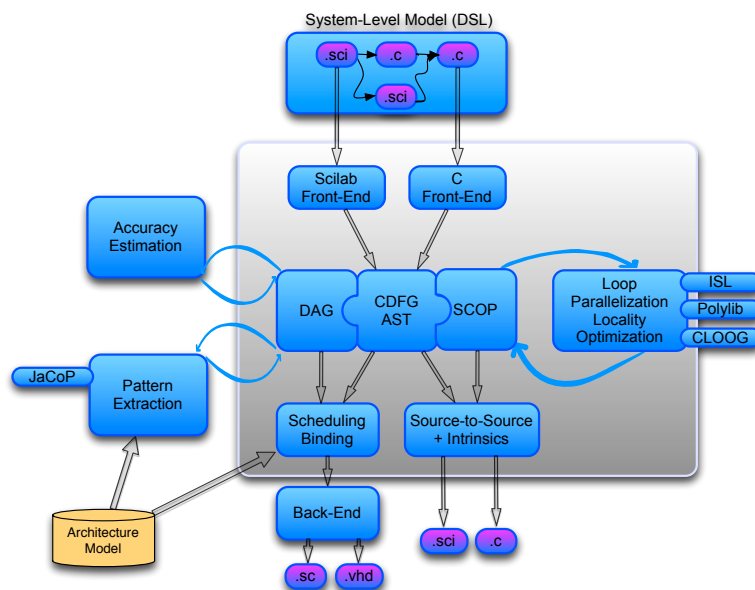 System-Level Model (DSL)
.sci
.c
.c
.sci
Scilab
Front-End
C
Front-End
Accuracy
Estimation
DAG
CDFG
AST
SCOP
Loop
Parallelization
Locality
Optimization
ISL
Polylib
CLOOG
JaCoP
Pattern
Extraction
Scheduling
Binding
Source-to-Source
+ Intrinsics
Architecture
Model
Back-End
.sci
.c
.sc
.vhd